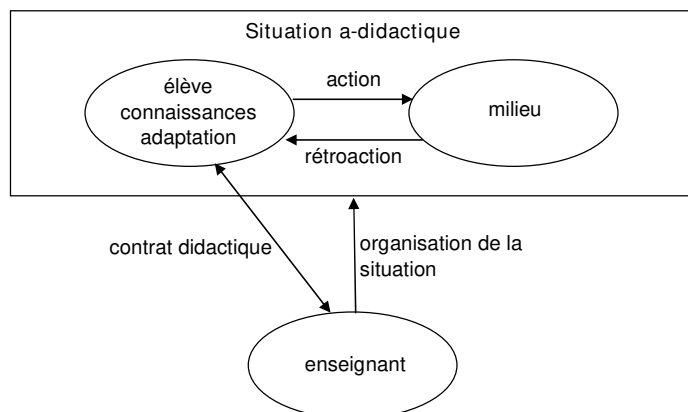 Situation a-didactique
élève
connaissances
adaptation
action
milieu
rétroaction
contrat didactique
organisation de la
situation
enseignant